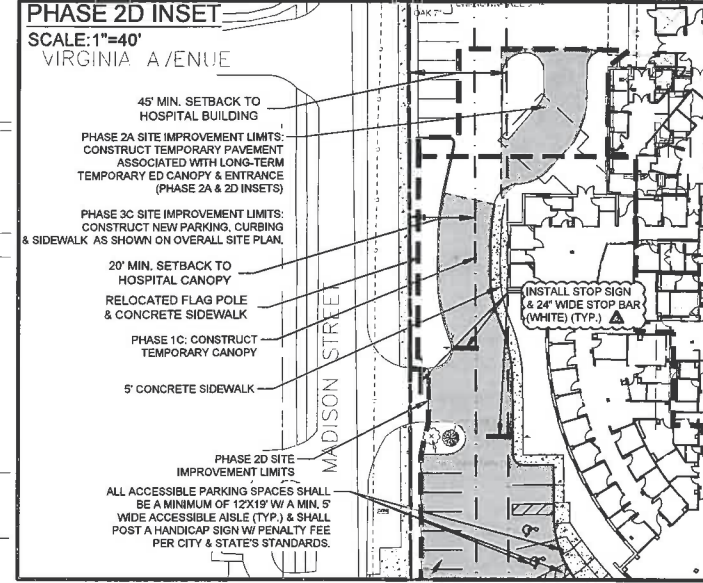 PHASE 2D INSET
SCALE:1"=40'
VIRGINIA A/ENUE
OAK 7"
45' MIN. SETBACK TO
HOSPITAL BUILDING
PHASE 2A SITE IMPROVEMENT LIMITS:
CONSTRUCT TEMPORARY PAVEMENT
ASSOCIATED WITH LONG-TERM
TEMPORARY ED CANOPY & ENTRANCE
(PHASE 2A & 2D INSETS)
PHASE 3C SITE IMPROVEMENT LIMITS:
CONSTRUCT NEW PARKING, CURBING
& SIDEWALK AS SHOWN ON OVERALL SITE PLAN.
20' MIN. SETBACK TO
HOSPITAL CANOPY
RELOCATED FLAG POLE
& CONCRETE SIDEWALK
PHASE 1C: CONSTRUCT
TEMPORARY CANOPY
5' CONCRETE SIDEWALK
MADISON STREET
INSTALL STOP SIGN
& 24" WIDE STOP BAR
(WHITE) (TYP.)
PHASE 2D SITE
IMPROVEMENT LIMITS
ALL ACCESSIBLE PARKING SPACES SHALL
BE A MINIMUM OF 12'X19' W/ A MIN. 5'
WIDE ACCESSIBLE AISLE (TYP.) & SHALL
POST A HANDICAP SIGN W/ PENALTY FEE
PER CITY & STATE'S STANDARDS.